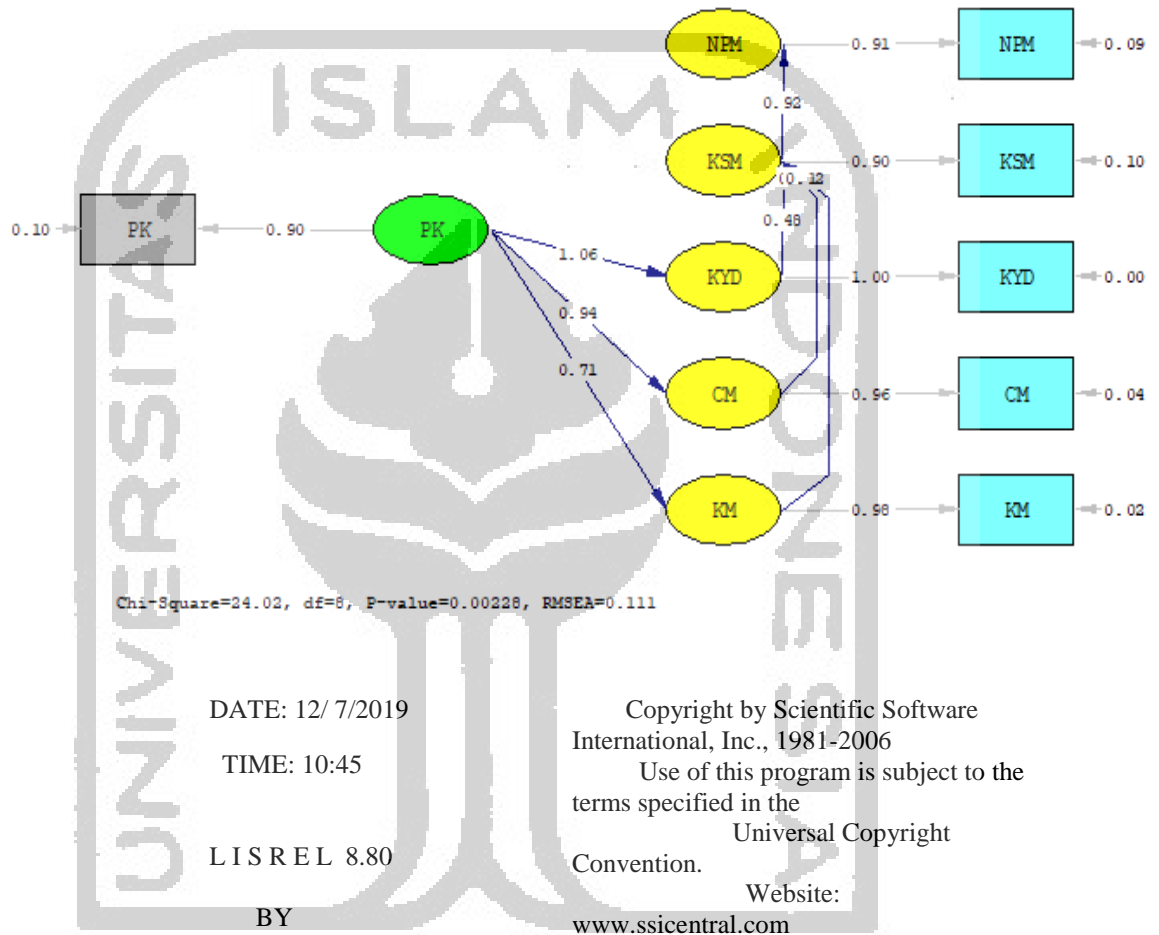 NPM 0.91 NPM 0.09
ISLAM
0.92
KSM 0.90 KSM 0.10
0.48
0.10 PK 0.90 PK
1.06 KYD 1.00 KYD 0.00
0.94
0.71
CM 0.96 CM 0.04
KM 0.98 KM 0.02
UNIVERSITAS
INDONESIA
Chi-Square=24.02, df=8, P-value=0.00228, RMSEA=0.111
DATE: 12/ 7/2019
TIME: 10:45
L I S R E L 8.80
BY
Copyright by Scientific Software
International, Inc., 1981-2006
Use of this program is subject to the
terms specified in the
Universal Copyright
Convention.
Website:
www.ssicentral.com